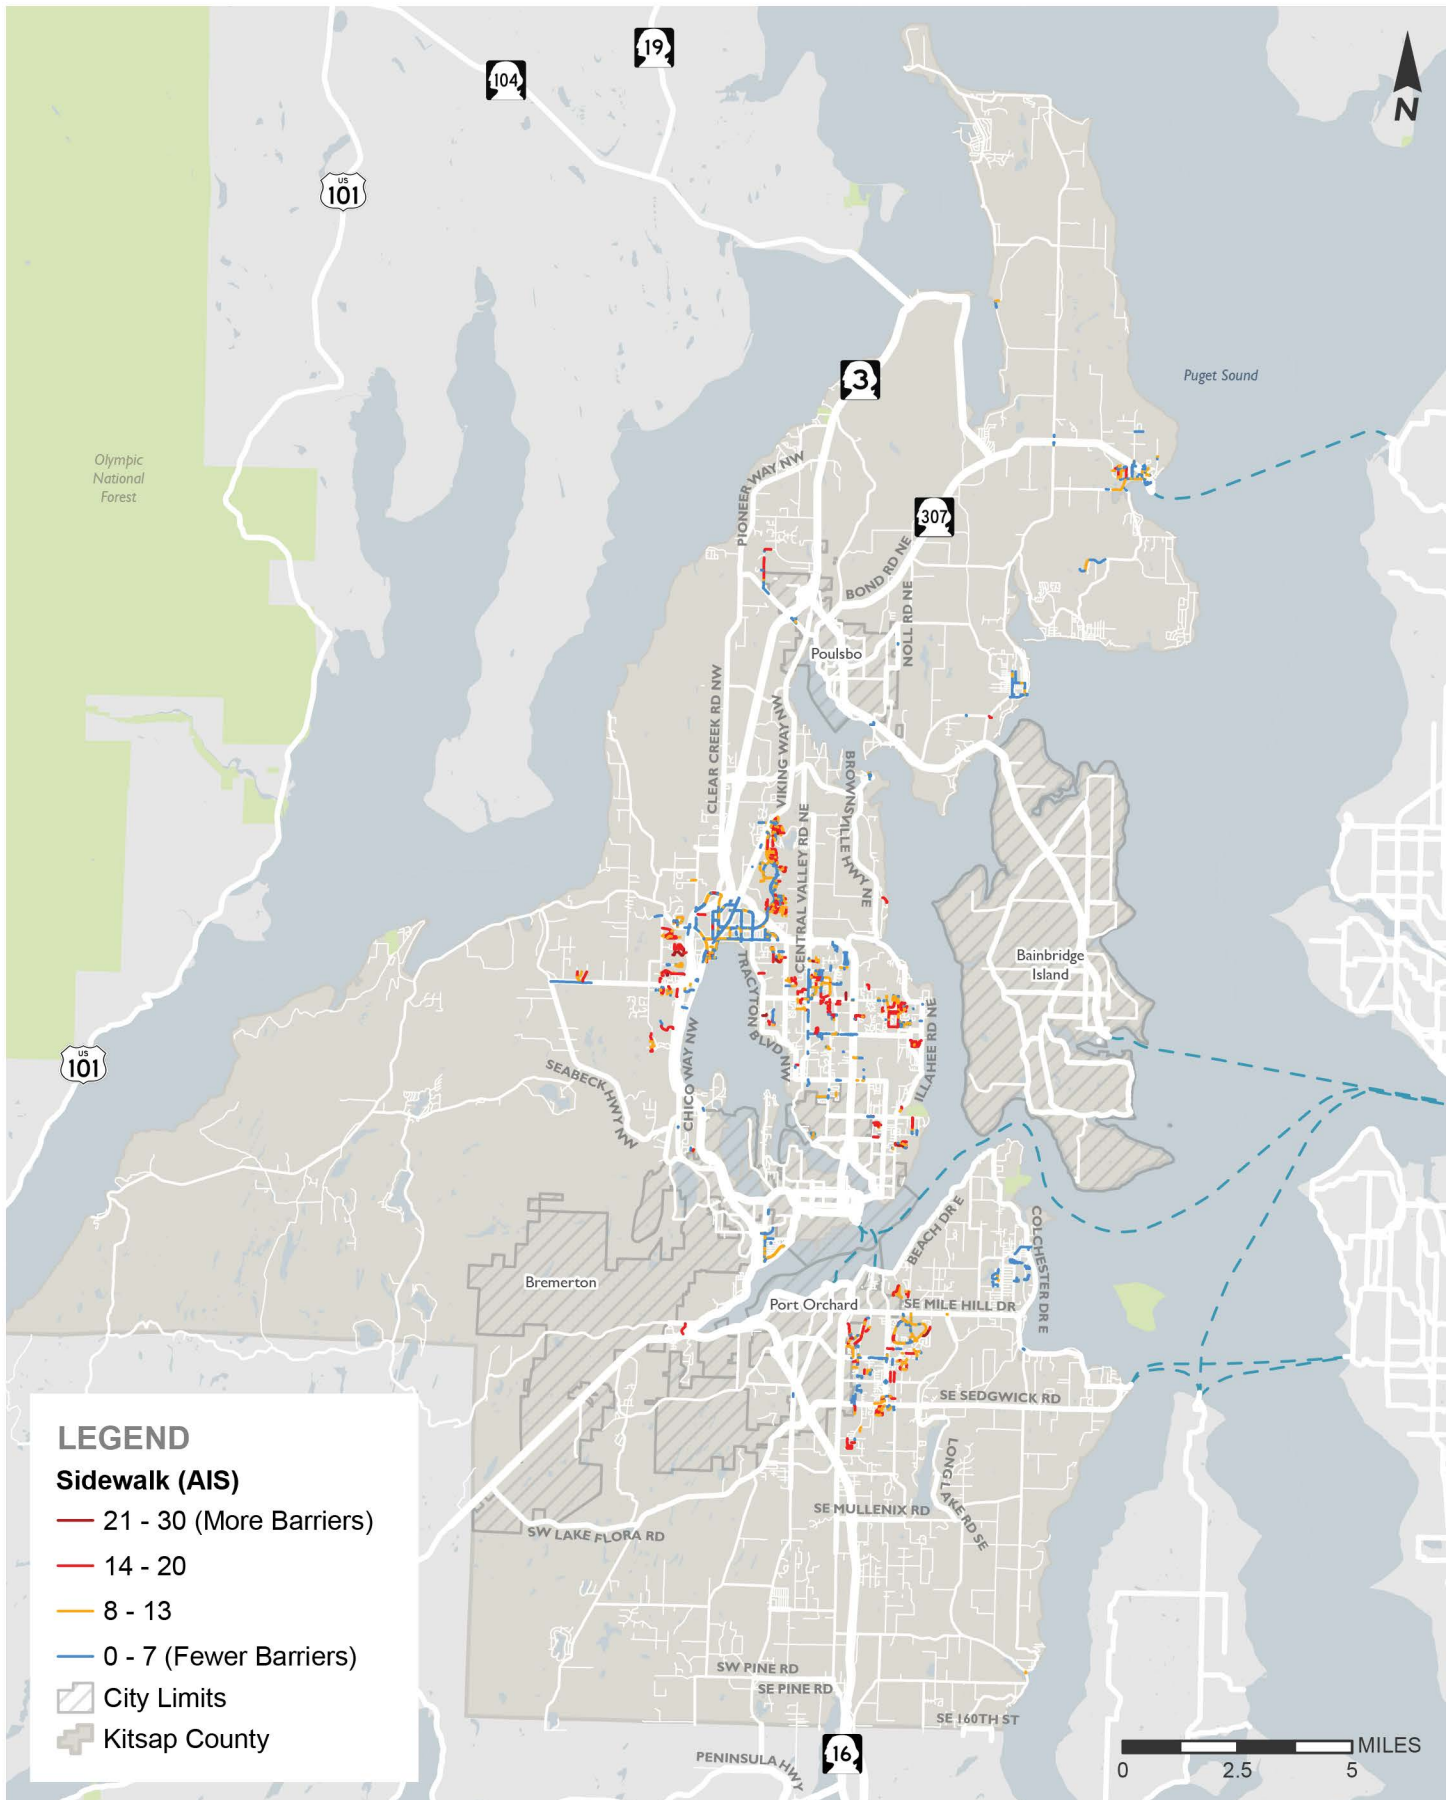 19
104
N
US
101
3
Puget Sound
Olympic
National
Forest
PIONEER WAY NW
307
BOND RD NE
NOLL RD NE
Poulsbo
CLEAR CREEK RD NW
VIKING WAY NW
BROWNSVILLE HWY NE
CENTRAL VALLEY RD NE
Bainbridge
Island
TRACYTON BLVD NW
ILLAHEE RD NE
US
101
SEABECK HWY NW
CHICO WAY NW
BEACH DR E
COLCHESTER DR E
Bremerton
Port Orchard
SE MILE HILL DR
SE SEDGWICK RD
LONG LAKE RD SE
SE MULLENIX RD
SW LAKE FLORA RD
SW PINE RD
SE PINE RD
SE 160TH ST
PENINSULA HWY
16
LEGEND
Sidewalk (AIS)
21 - 30 (More Barriers)
14 - 20
8 - 13
0 - 7 (Fewer Barriers)
City Limits
Kitsap County
MILES
0 2.5 5